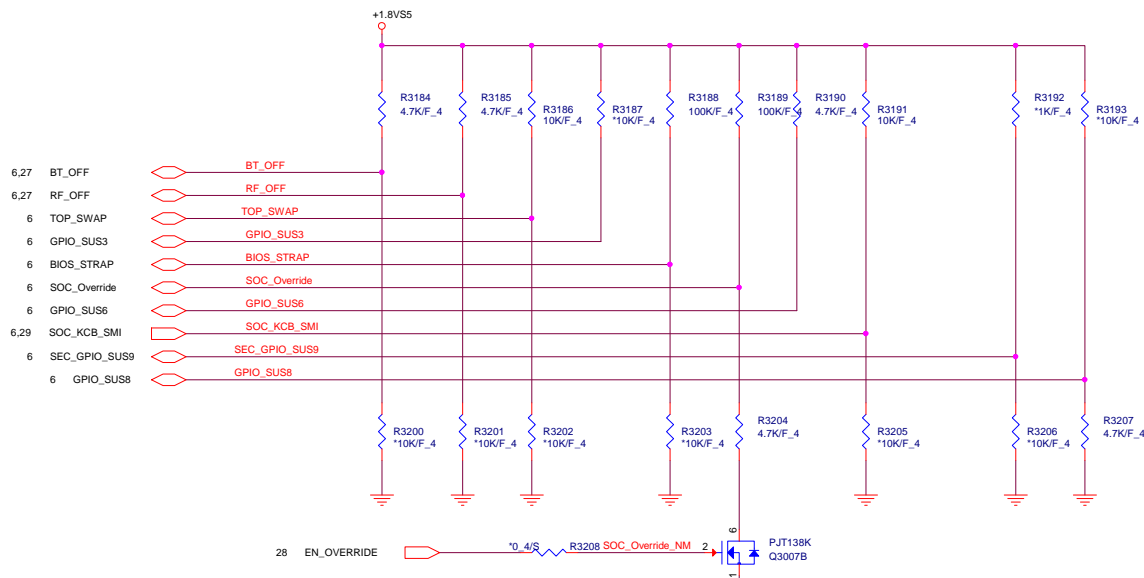 +1.8VS5
R3184
4.7K/F_4
R3185
4.7K/F_4
R3186
10K/F_4
R3187
*10K/F_4
R3188
100K/F_4
R3189
100K/F_4
R3190
4.7K/F_4
R3191
10K/F_4
R3192
*1K/F_4
R3193
*10K/F_4
6,27 BT_OFF BT_OFF
6,27 RF_OFF RF_OFF
6 TOP_SWAP TOP_SWAP
6 GPIO_SUS3 GPIO_SUS3
6 BIOS_STRAP BIOS_STRAP
6 SOC_Override SOC_Override
6 GPIO_SUS6 GPIO_SUS6
6,29 SOC_KCB_SMI SOC_KCB_SMI
6 SEC_GPIO_SUS9 SEC_GPIO_SUS9
6 GPIO_SUS8 GPIO_SUS8
R3200
*10K/F_4
R3201
*10K/F_4
R3202
*10K/F_4
R3203
*10K/F_4
R3204
4.7K/F_4
R3205
*10K/F_4
R3206
*10K/F_4
R3207
4.7K/F_4
28 EN_OVERRIDE *0_4/S R3208 SOC_Override_NM 2
6
1
PJT138K
Q3007B